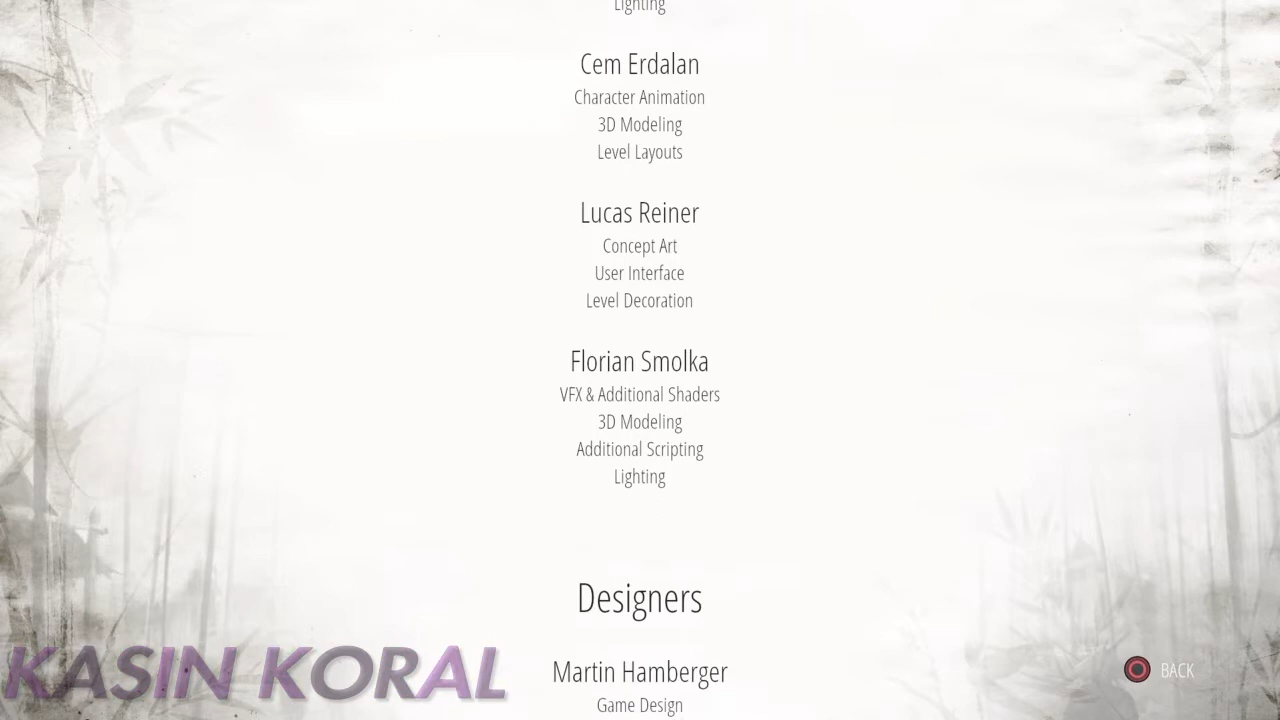 Lighting
Cem Erdalan
Character Animation
3D Modeling
Level Layouts
Lucas Reiner
Concept Art
User Interface
Level Decoration
Florian Smolka
VFX & Additional Shaders
3D Modeling
Additional Scripting
Lighting
Designers
Martin Hamberger
Game Design
KASIN KORAL
BACK